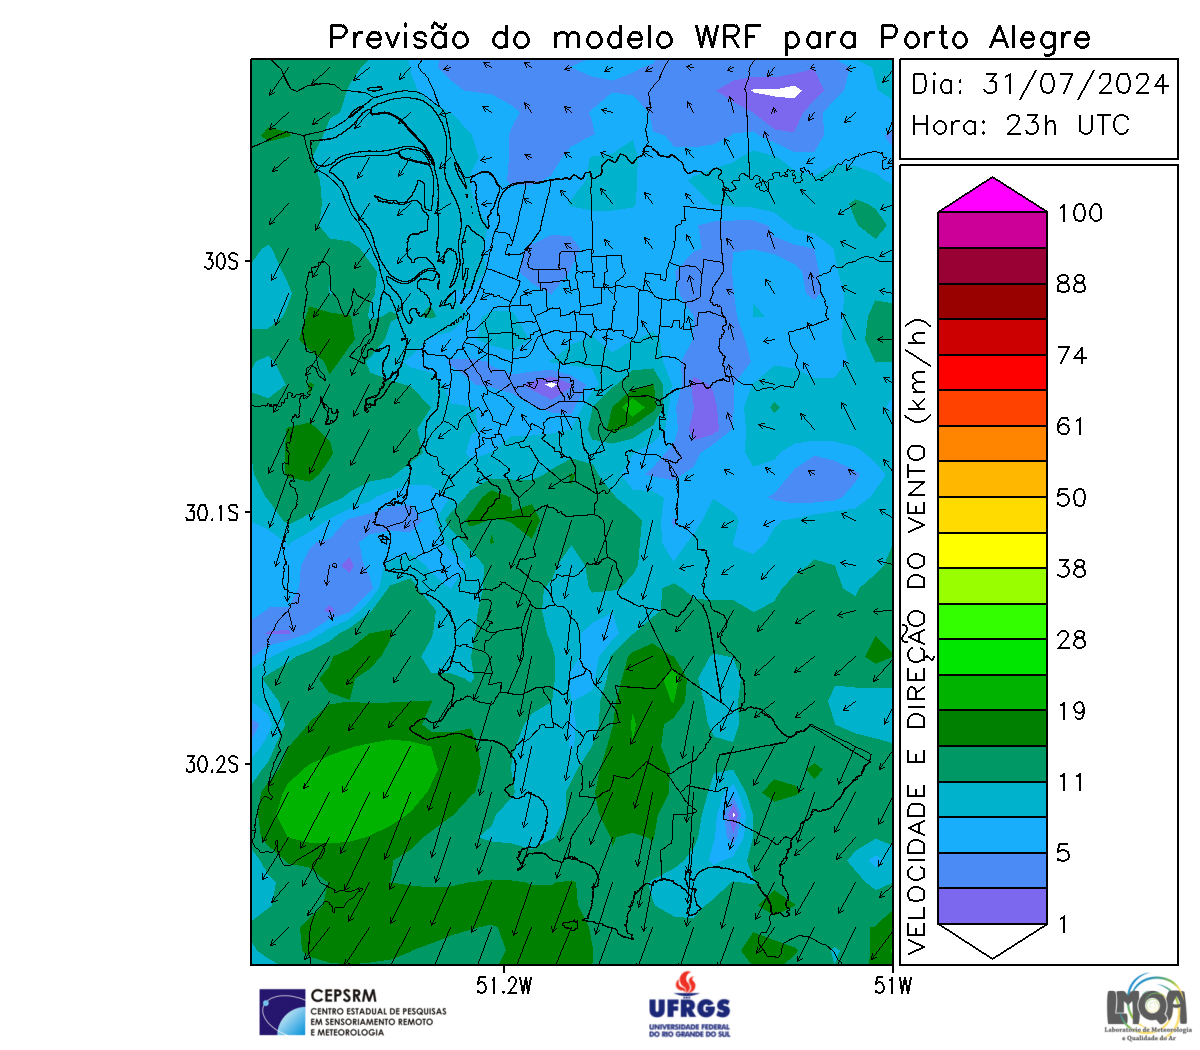 Previsão do modelo WRF para Porto Alegre
Dia: 31/07/2024
Hora: 23h UTC
100
88
74
61
50
38
28
19
11
5
1
VELOCIDADE E DIREÇÃO DO VENTO (km/h)
30S
30.1S
30.2S
51.2W
51W
CEPSRM
CENTRO ESTADUAL DE PESQUISAS
EM SENSORIAMENTO REMOTO
E METEOROLOGIA
UFRGS
UNIVERSIDADE FEDERAL
DO RIO GRANDE DO SUL
LMQA
Laboratório de Meteorologia
e Qualidade do Ar